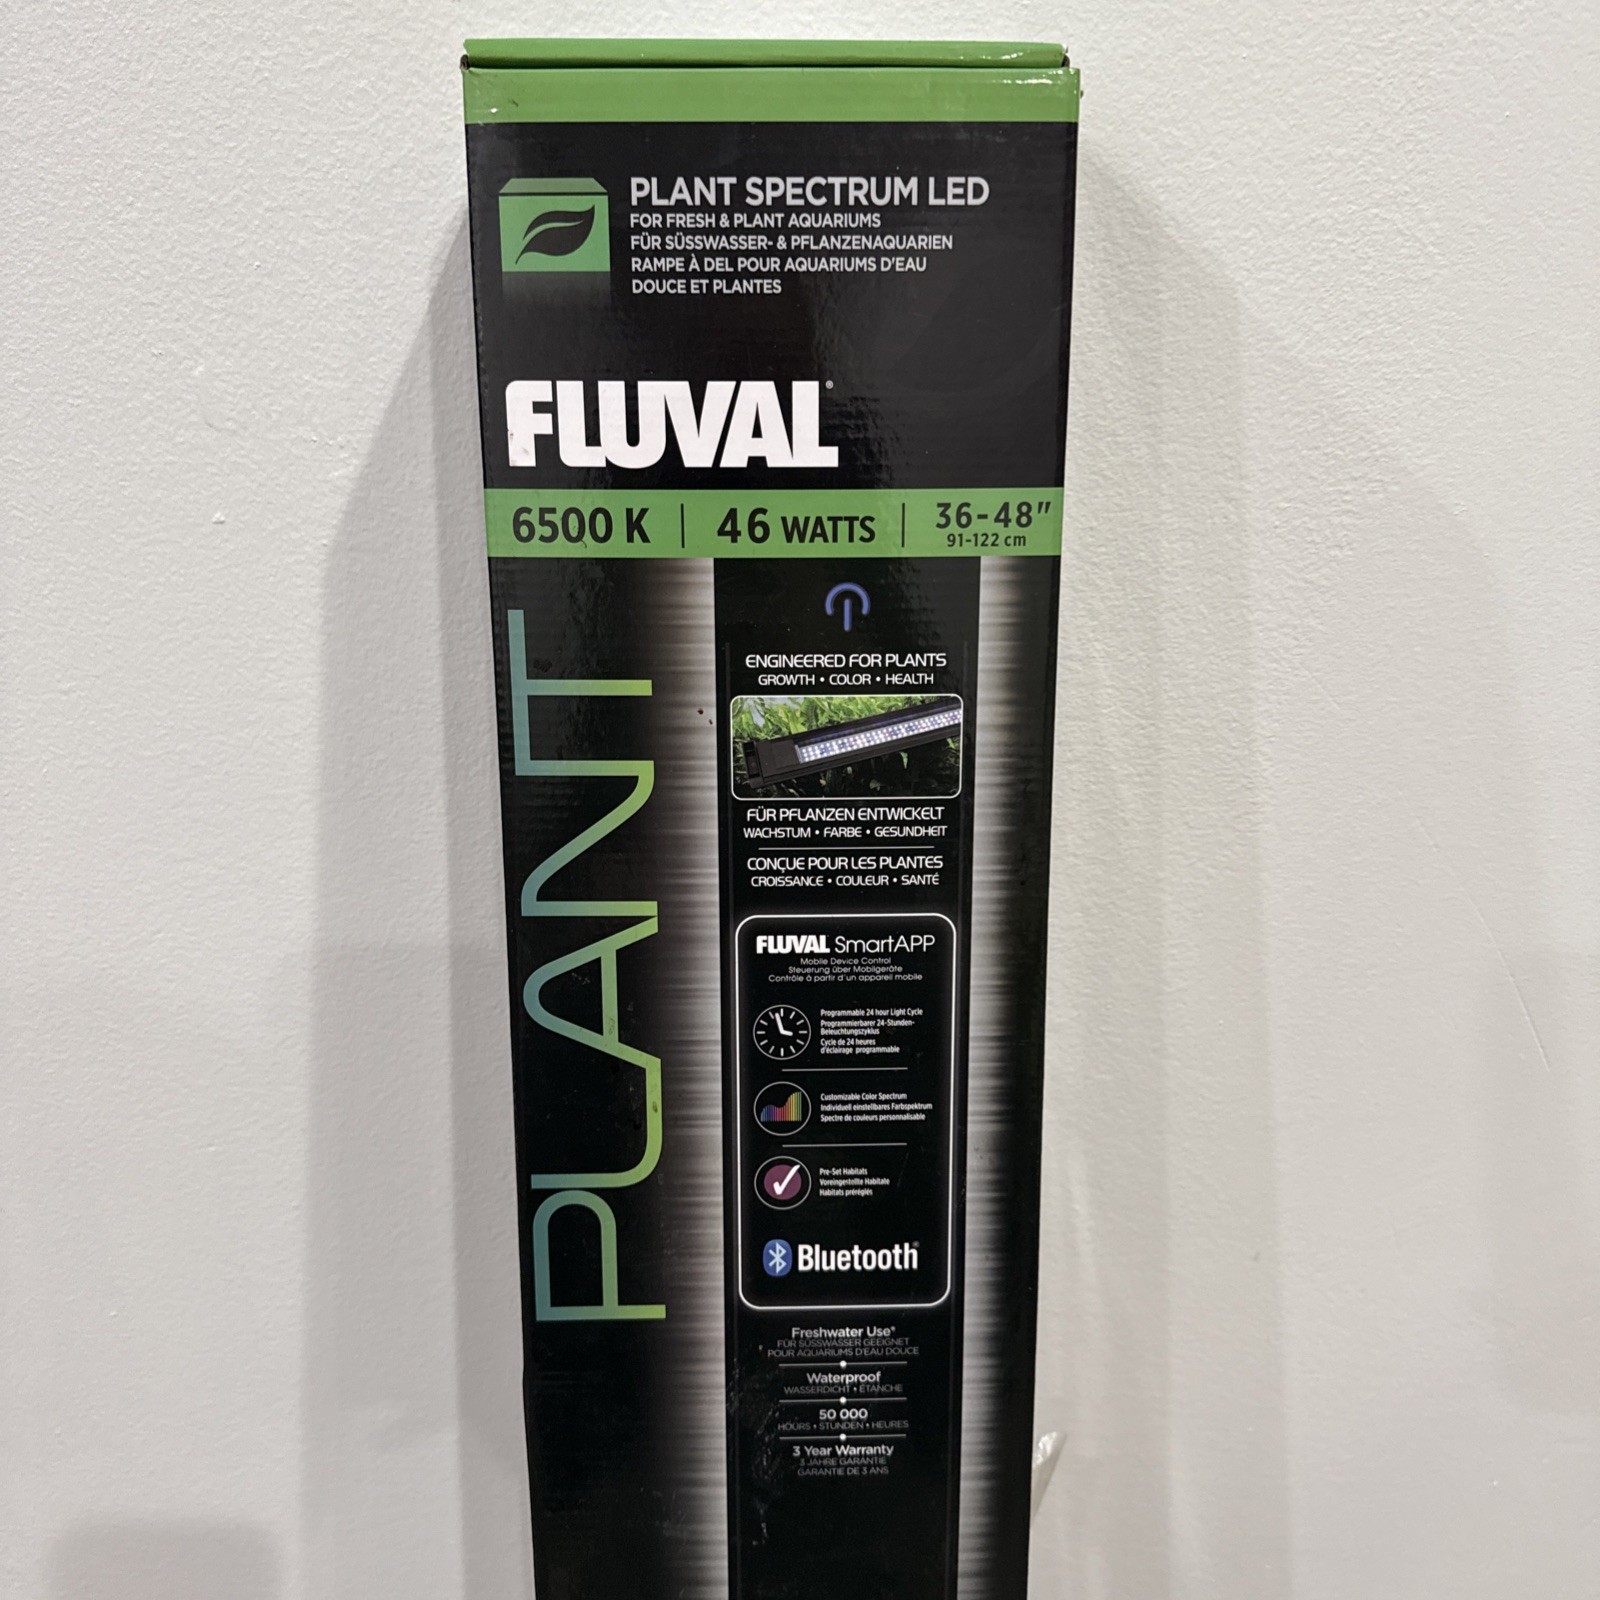 PLANT SPECTRUM LED
FOR FRESH & PLANT AQUARIUMS
FÜR SÜSSWASSER- & PFLANZENAQUARIEN
RAMPE À DEL POUR AQUARIUMS D'EAU
DOUCE ET PLANTES
FLUVAL®
6500 K | 46 WATTS | 36-48"
91-122 cm
PLANT
ENGINEERED FOR PLANTS
GROWTH • COLOR • HEALTH
FÜR PFLANZEN ENTWICKELT
WACHSTUM • FARBE • GESUNDHEIT
CONÇUE POUR LES PLANTES
CROISSANCE • COULEUR • SANTÉ
FLUVAL SmartAPP
Mobile Device Control
Steuerung über Mobilgeräte
Contrôle à partir d'un appareil mobile
Programmable 24 hour Light Cycle
Programmierbarer 24-Stunden-
Beleuchtungszyklus
Cycle de 24 heures
d'éclairage programmable
Customizable Color Spectrum
Individuell einstellbares Farbspektrum
Spectre de couleurs personnalisable
Pre-Set Habitats
Voreingestellte Habitate
Habitats préréglés
Bluetooth®
Freshwater Use*
FÜR SÜSSWASSER GEEIGNET
POUR AQUARIUMS D'EAU DOUCE
Waterproof
WASSERDICHT • ÉTANCHE
50 000
HOURS • STUNDEN • HEURES
3 Year Warranty
3 JAHRE GARANTIE
GARANTIE DE 3 ANS